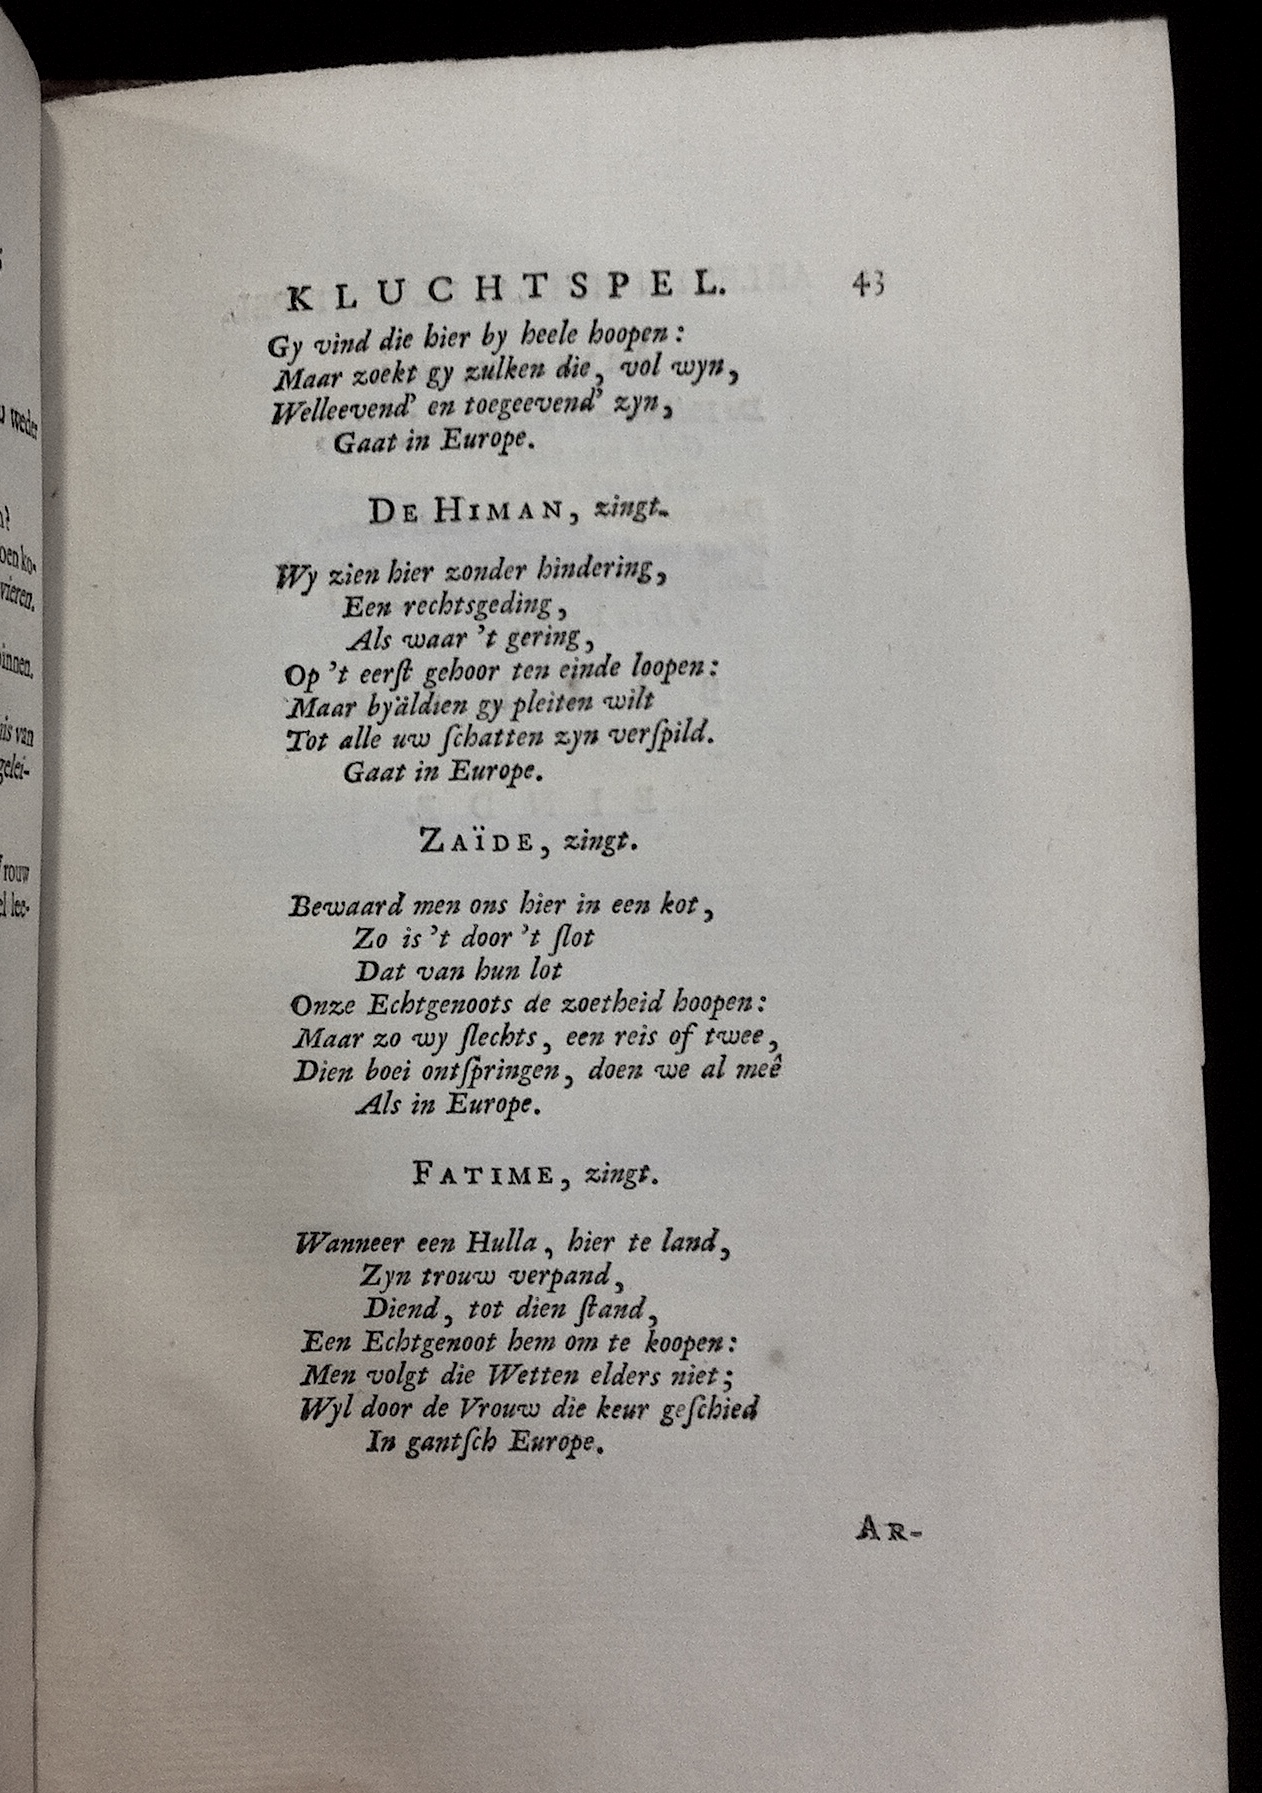 KLUCHTSPEL. 43
Gy vind die hier by heele hoopen:
Maar zoekt gy zulken die, vol wyn,
Welleevend' en toegeevend' zyn,
Gaat in Europe.
DE HIMAN, zingt.
Wy zien hier zonder hindering,
Een rechtsgeding,
Als waar 't gering,
Op 't eerſt gehoor ten einde loopen:
Maar byäldien gy pleiten wilt
Tot alle uw ſchatten zyn verſpild.
Gaat in Europe.
ZAÏDE, zingt.
Bewaard men ons hier in een kot,
Zo is 't door 't ſlot
Dat van hun lot
Onze Echtgenoots de zoetheid hoopen:
Maar zo wy ſlechts, een reis of twee,
Dien boei ontſpringen, doen we al meê
Als in Europe.
FATIME, zingt.
Wanneer een Hulla, hier te land,
Zyn trouw verpand,
Diend, tot dien ſtand,
Een Echtgenoot hem om te koopen:
Men volgt die Wetten elders niet;
Wyl door de Vrouw die keur geſchied
In gantſch Europe.
AR-